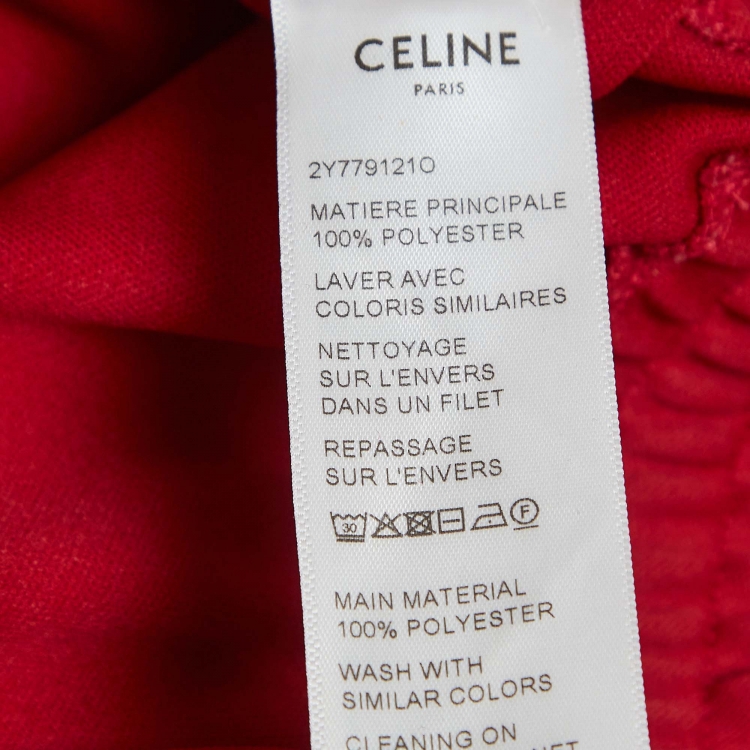 CELINE
PARIS
2Y779121O
MATIERE PRINCIPALE
100% POLYESTER
LAVER AVEC
COLORIS SIMILAIRES
NETTOYAGE
SUR L'ENVERS
DANS UN FILET
REPASSAGE
SUR L'ENVERS
30 F
MAIN MATERIAL
100% POLYESTER
WASH WITH
SIMILAR COLORS
CLEANING ON